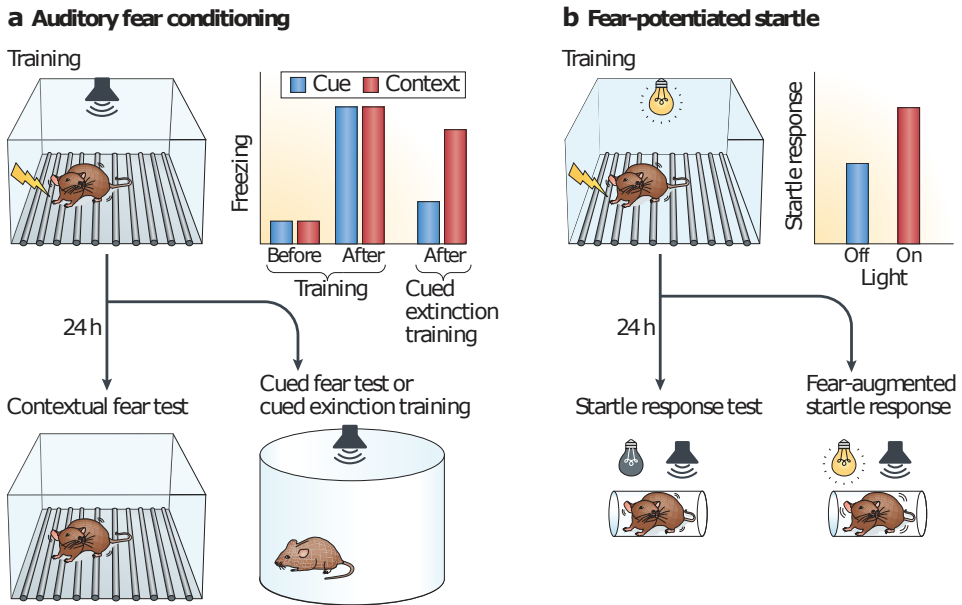 a Auditory fear conditioning
Training
Cue
Context
Freezing
Before
After
After
Training
Cued
extinction
training
24 h
Contextual fear test
Cued fear test or
cued exinction training
b Fear-potentiated startle
Training
Startle response
Off
On
Light
24 h
Startle response test
Fear-augmented
startle response